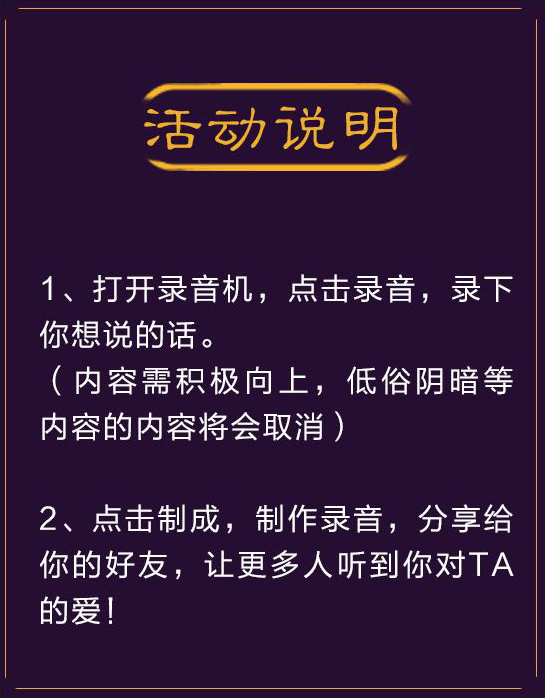 活动说明
1、打开录音机，点击录音，录下
你想说的话。
（内容需积极向上，低俗阴暗等
内容的内容将会取消）
2、点击制成，制作录音，分享给
你的好友，让更多人听到你对TA
的爱！